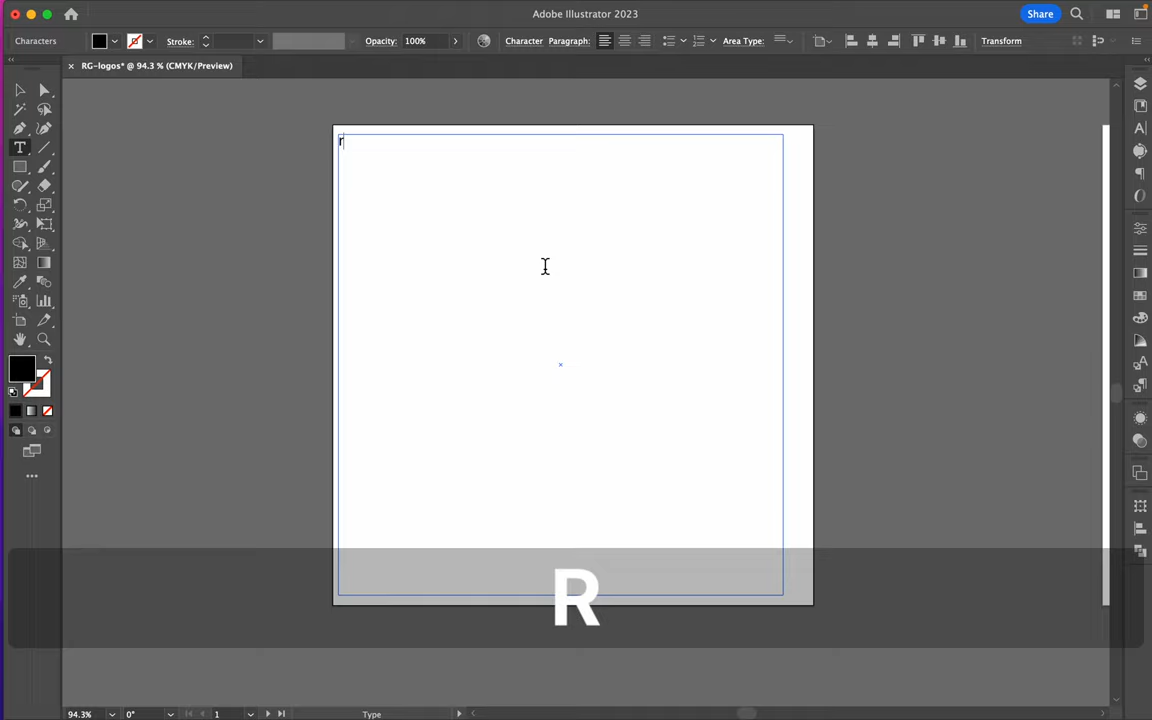 Adobe Illustrator 2023
Share
Characters
Stroke:
Opacity:
100%
Character
Paragraph:
Area Type:
Transform
× RG-logos* @ 94.3 % (CMYK/Preview)
r
R
94.3%
0°
1
Type